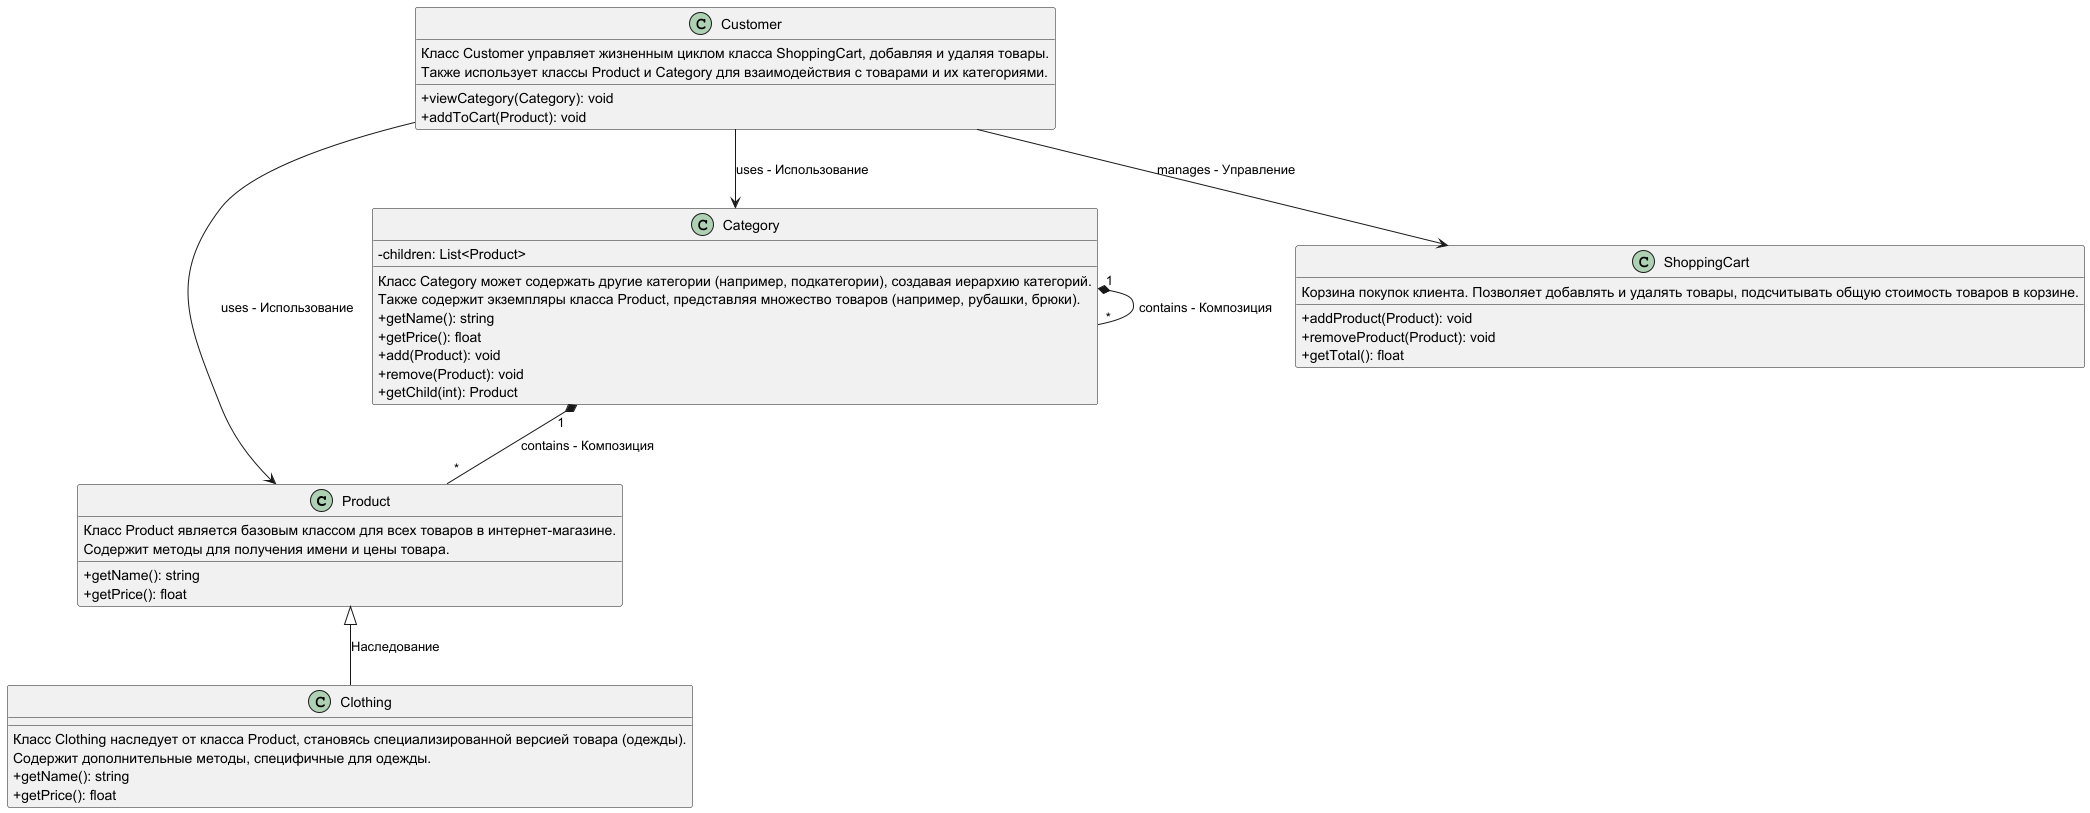 C Customer
Класс Customer управляет жизненным циклом класса ShoppingCart, добавляя и удаляя товары.
Также использует классы Product и Category для взаимодействия с товарами и их категориями.
+viewCategory(Category): void
+addToCart(Product): void
uses - Использование
manages - Управление
uses - Использование
C Category
-children: List<Product>
Класс Category может содержать другие категории (например, подкатегории), создавая иерархию категорий.
Также содержит экземпляры класса Product, представляя множество товаров (например, рубашки, брюки).
+getName(): string
+getPrice(): float
+add(Product): void
+remove(Product): void
+getChild(int): Product
1
contains - Композиция
*
C ShoppingCart
Корзина покупок клиента. Позволяет добавлять и удалять товары, подсчитывать общую стоимость товаров в корзине.
+addProduct(Product): void
+removeProduct(Product): void
+getTotal(): float
1
contains - Композиция
*
C Product
Класс Product является базовым классом для всех товаров в интернет-магазине.
Содержит методы для получения имени и цены товара.
+getName(): string
+getPrice(): float
Наследование
C Clothing
Класс Clothing наследует от класса Product, становясь специализированной версией товара (одежды).
Содержит дополнительные методы, специфичные для одежды.
+getName(): string
+getPrice(): float